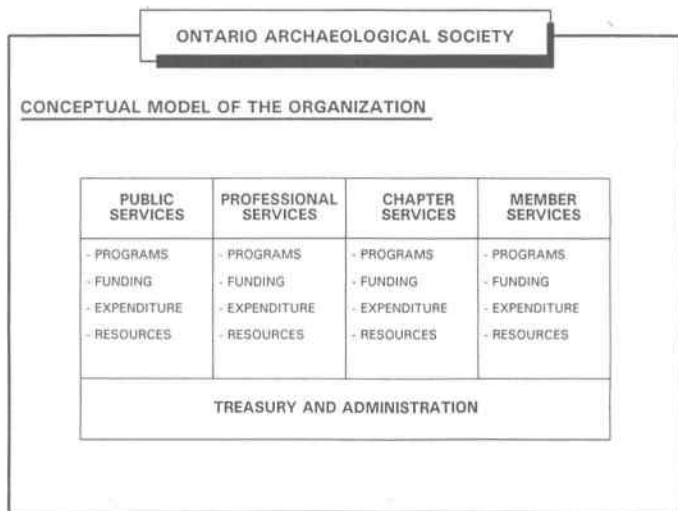 ONTARIO ARCHAEOLOGICAL SOCIETY
CONCEPTUAL MODEL OF THE ORGANIZATION
PUBLIC
SERVICES
PROFESSIONAL
SERVICES
CHAPTER
SERVICES
MEMBER
SERVICES
- PROGRAMS
- FUNDING
- EXPENDITURE
- RESOURCES
- PROGRAMS
- FUNDING
- EXPENDITURE
- RESOURCES
- PROGRAMS
- FUNDING
- EXPENDITURE
- RESOURCES
- PROGRAMS
- FUNDING
- EXPENDITURE
- RESOURCES
TREASURY AND ADMINISTRATION